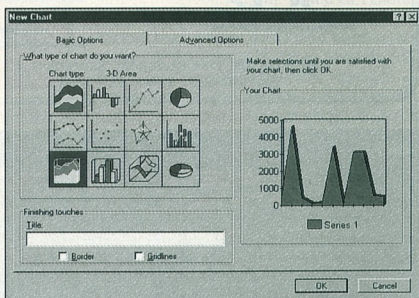 New Chart
Basic Options
Advanced Options
What type of chart do you want?
Chart type: 3-D Area
Finishing touches
Title:
Border
Gridlines
Make selections until you are satisfied with
your chart, then click OK.
Your Chart
5000
4000
3000
2000
1000
0
Series 1
OK
Cancel